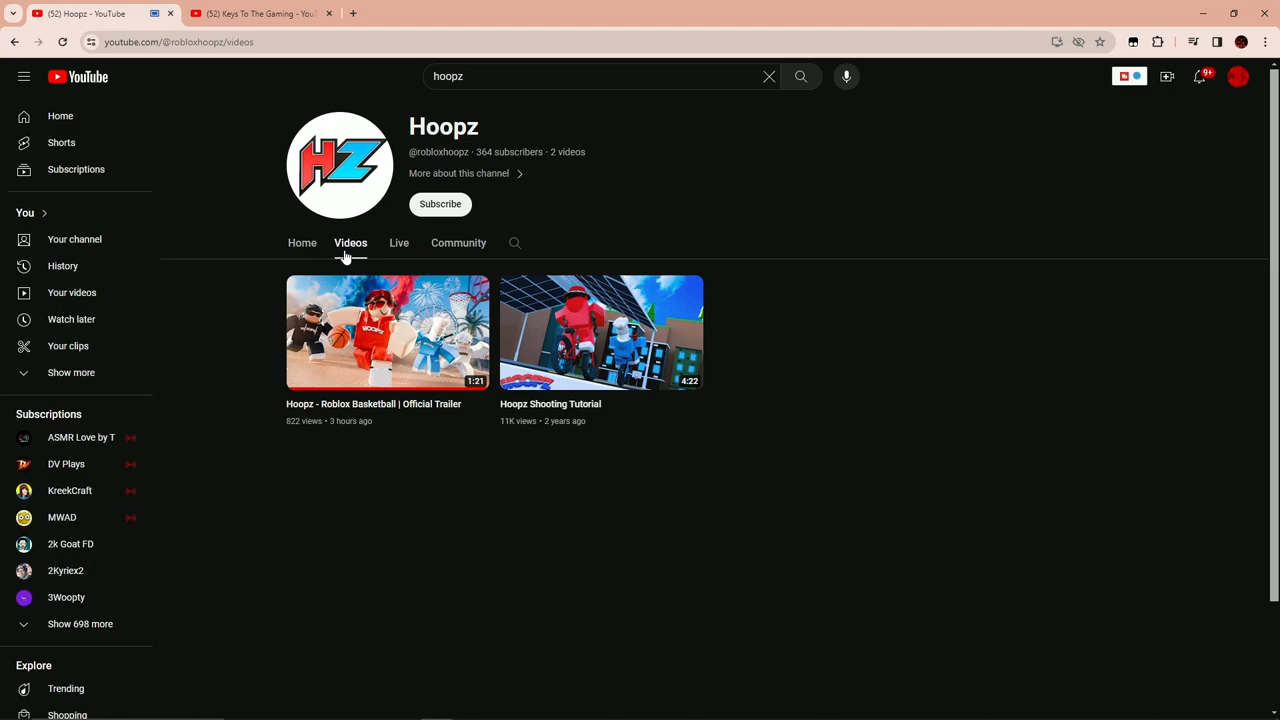 (52) Hoopz - YouTube
(52) Keys To The Gaming - You
youtube.com/@robloxhoopz/videos
YouTube
hoopz
9+
Home
Shorts
Subscriptions
You
Your channel
History
Your videos
Watch later
Your clips
Show more
Subscriptions
ASMR Love by T
DV Plays
KreekCraft
MWAD
2k Goat FD
2Kyriex2
3Woopty
Show 698 more
Explore
Trending
Shopping
HZ
Hoopz
@robloxhoopz · 364 subscribers · 2 videos
More about this channel
Subscribe
Home
Videos
Live
Community
HOOPZ
1:21
Hoopz - Roblox Basketball | Official Trailer
822 views • 3 hours ago
HOOPZ
4:22
Hoopz Shooting Tutorial
11K views • 2 years ago